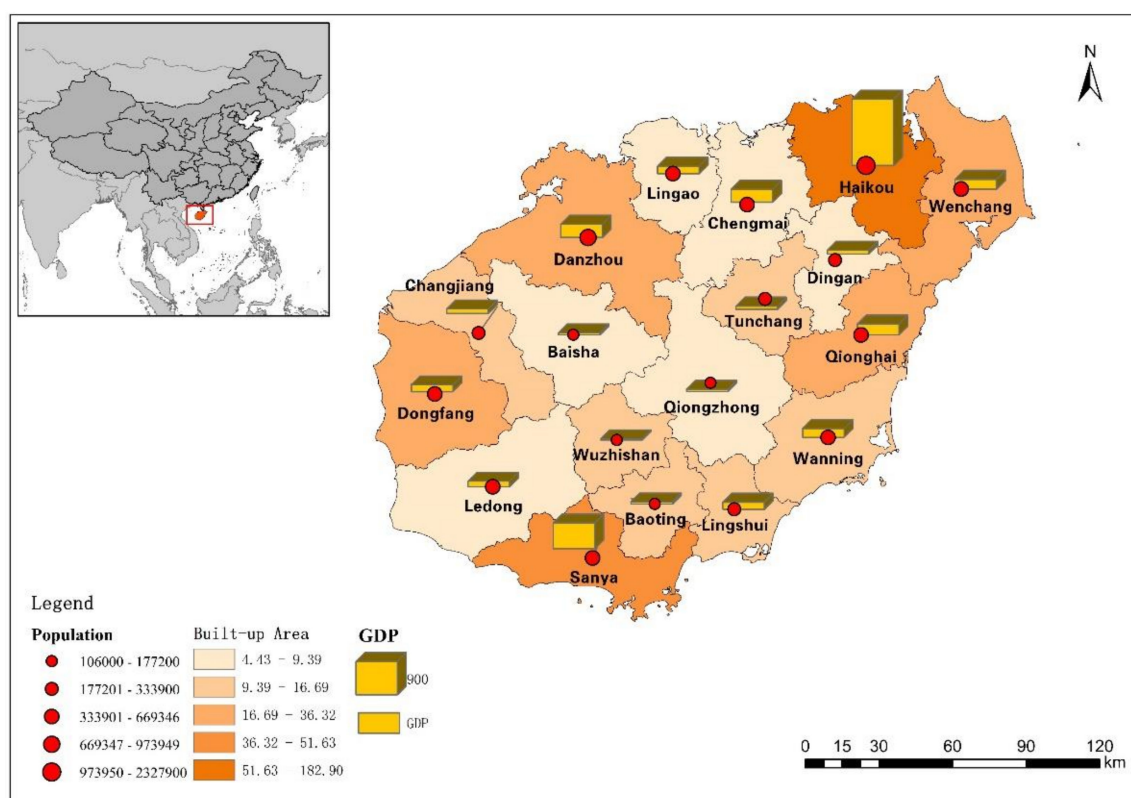 N
Haikou
Lingao
Wenchang
Chengmai
Danzhou
Dingan
Changjiang
Tunchang
Baisha
Qionghai
Qiongzhong
Dongfang
Wuzhishan
Wanning
Ledong
Baoting
Lingshui
Sanya
Legend
Population
106000 - 177200
177201 - 333900
333901 - 669346
669347 - 973949
973950 - 2327900
Built-up Area
4.43 - 9.39
9.39 - 16.69
16.69 - 36.32
36.32 - 51.63
51.63 182.90
GDP
900
GDP
0 15 30 60 90 120
km